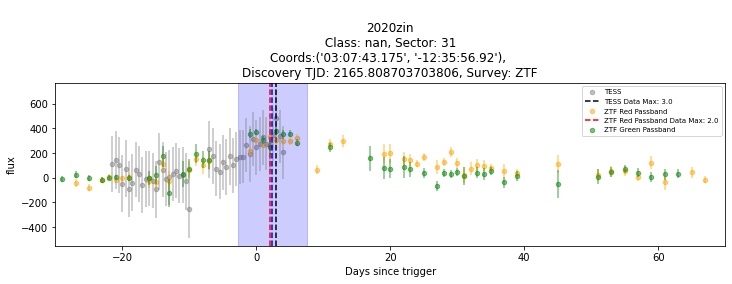 2020zin
Class: nan, Sector: 31
Coords:('03:07:43.175', '-12:35:56.92'),
Discovery TJD: 2165.808703703806, Survey: ZTF
flux
600
400
200
0
−200
−400
TESS
TESS Data Max: 3.0
ZTF Red Passband
ZTF Red Passband Data Max: 2.0
ZTF Green Passband
−20
0
20
40
60
Days since trigger